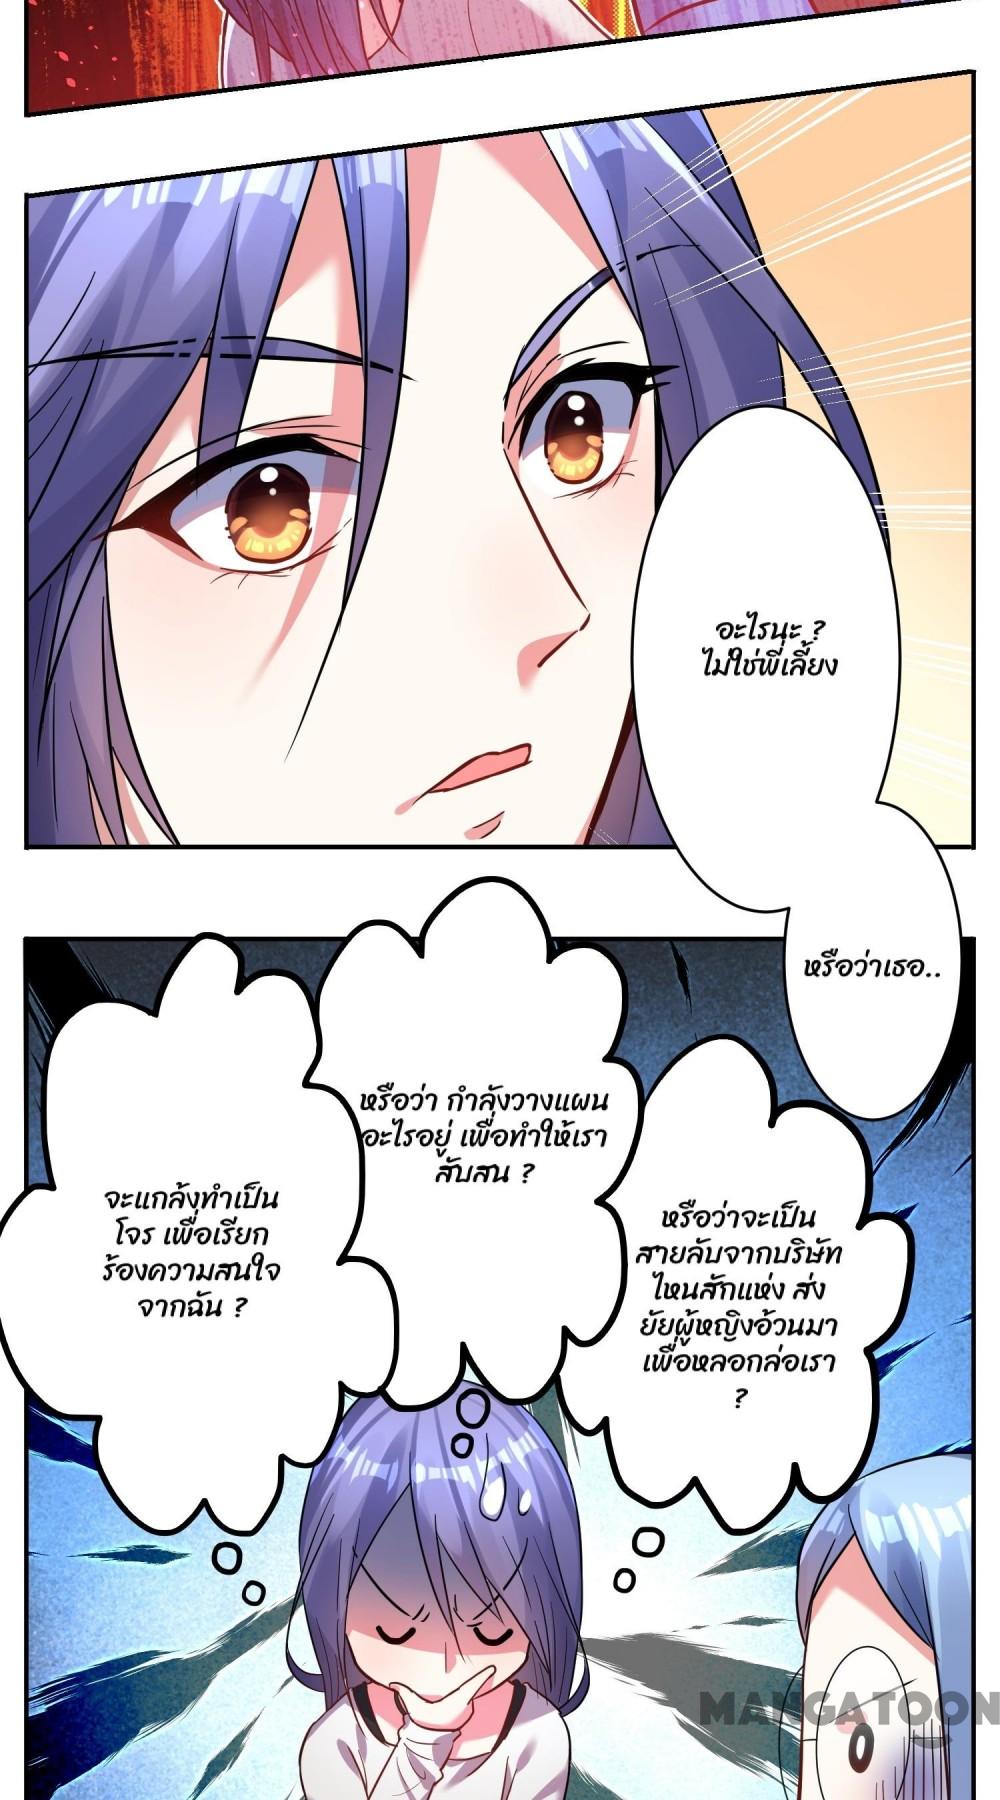 อะไรนะ ?
ไม่ใช่พี่เลี้ยง
หรือว่าเธอ..
หรือว่า กำลังวางแผน
อะไรอยู่ เพื่อทำให้เรา
สับสน ?
จะแกล้งทำเป็น
โจร เพื่อเรียก
ร้องความสนใจ
จากฉัน ?
หรือว่าจะเป็น
สายลับจากบริษัท
ไหนสักแห่ง ส่ง
ยัยผู้หญิงอ้วนมา
เพื่อหลอกล่อเรา
?
MANGATOON